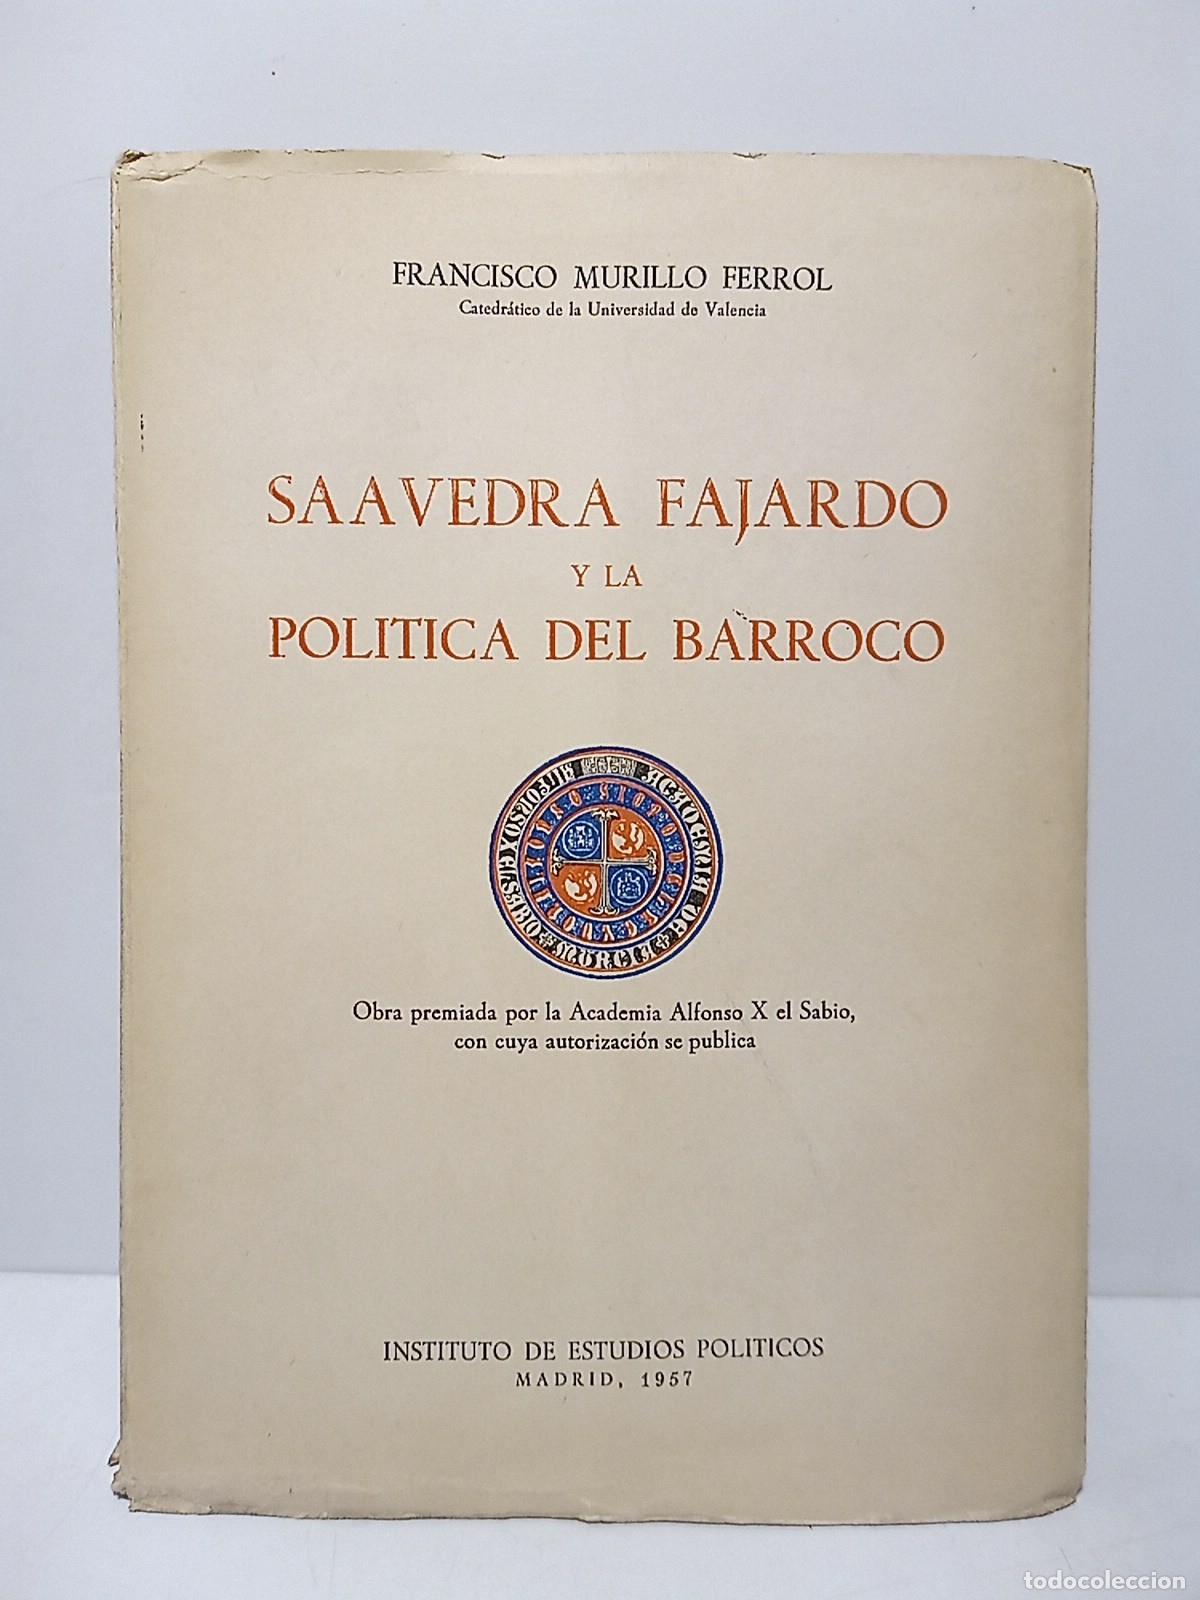 FRANCISCO MURILLO FERROL
Catedrático de la Universidad de Valencia
SAAVEDRA FAJARDO
Y LA
POLITICA DEL BARROCO
Obra premiada por la Academia Alfonso X el Sabio,
con cuya autorización se publica
INSTITUTO DE ESTUDIOS POLITICOS
MADRID, 1957
todocoleccion